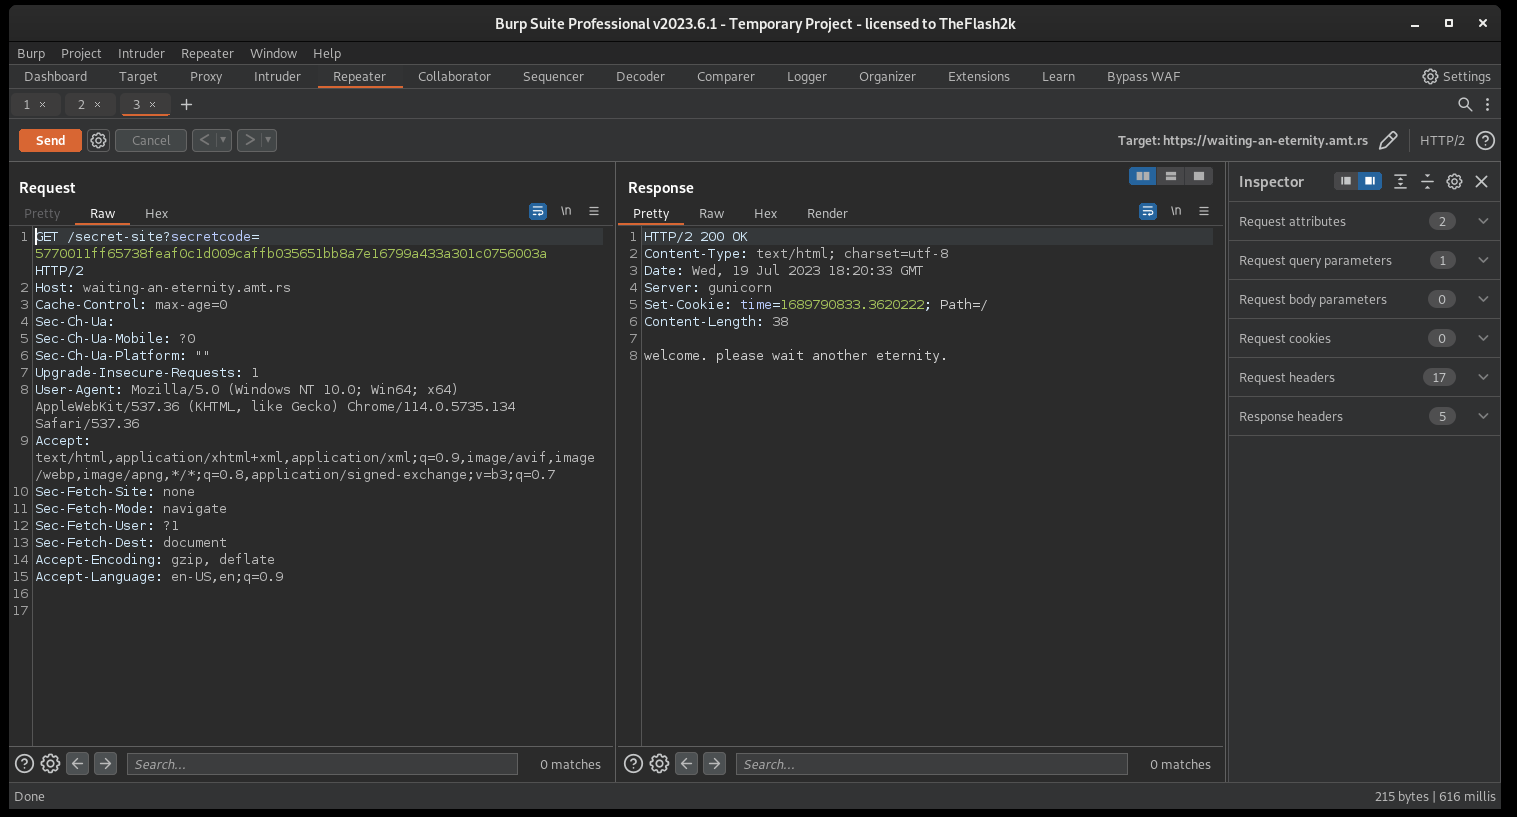 Burp Suite Professional v2023.6.1 - Temporary Project - licensed to TheFlash2k
Burp Project Intruder Repeater Window Help
Dashboard Target Proxy Intruder Repeater Collaborator Sequencer Decoder Comparer Logger Organizer Extensions Learn Bypass WAF Settings
1 × 2 × 3 × +
Send Cancel < > Target: https://waiting-an-eternity.amt.rs HTTP/2
Request
Pretty Raw Hex \n
1 GET /secret-site?secretcode=
5770011ff65738feaf0c1d009caffb035651bb8a7e16799a433a301c0756003a
HTTP/2
2 Host: waiting-an-eternity.amt.rs
3 Cache-Control: max-age=0
4 Sec-Ch-Ua:
5 Sec-Ch-Ua-Mobile: ?0
6 Sec-Ch-Ua-Platform: ""
7 Upgrade-Insecure-Requests: 1
8 User-Agent: Mozilla/5.0 (Windows NT 10.0; Win64; x64)
AppleWebKit/537.36 (KHTML, like Gecko) Chrome/114.0.5735.134
Safari/537.36
9 Accept:
text/html,application/xhtml+xml,application/xml;q=0.9,image/avif,image
/webp,image/apng,*/*;q=0.8,application/signed-exchange;v=b3;q=0.7
10 Sec-Fetch-Site: none
11 Sec-Fetch-Mode: navigate
12 Sec-Fetch-User: ?1
13 Sec-Fetch-Dest: document
14 Accept-Encoding: gzip, deflate
15 Accept-Language: en-US,en;q=0.9
16
17
Search... 0 matches
Response
Pretty Raw Hex Render \n
1 HTTP/2 200 OK
2 Content-Type: text/html; charset=utf-8
3 Date: Wed, 19 Jul 2023 18:20:33 GMT
4 Server: gunicorn
5 Set-Cookie: time=1689790833.3620222; Path=/
6 Content-Length: 38
7
8 welcome. please wait another eternity.
Search... 0 matches
Inspector
Request attributes 2
Request query parameters 1
Request body parameters 0
Request cookies 0
Request headers 17
Response headers 5
Done
215 bytes | 616 millis